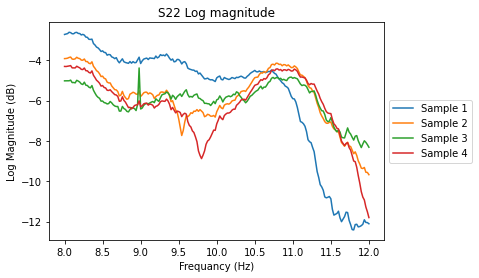 S22 Log magnitude
Log Magnitude (dB)
−4
−6
−8
−10
−12
8.0 8.5 9.0 9.5 10.0 10.5 11.0 11.5 12.0
Frequancy (Hz)
Sample 1
Sample 2
Sample 3
Sample 4